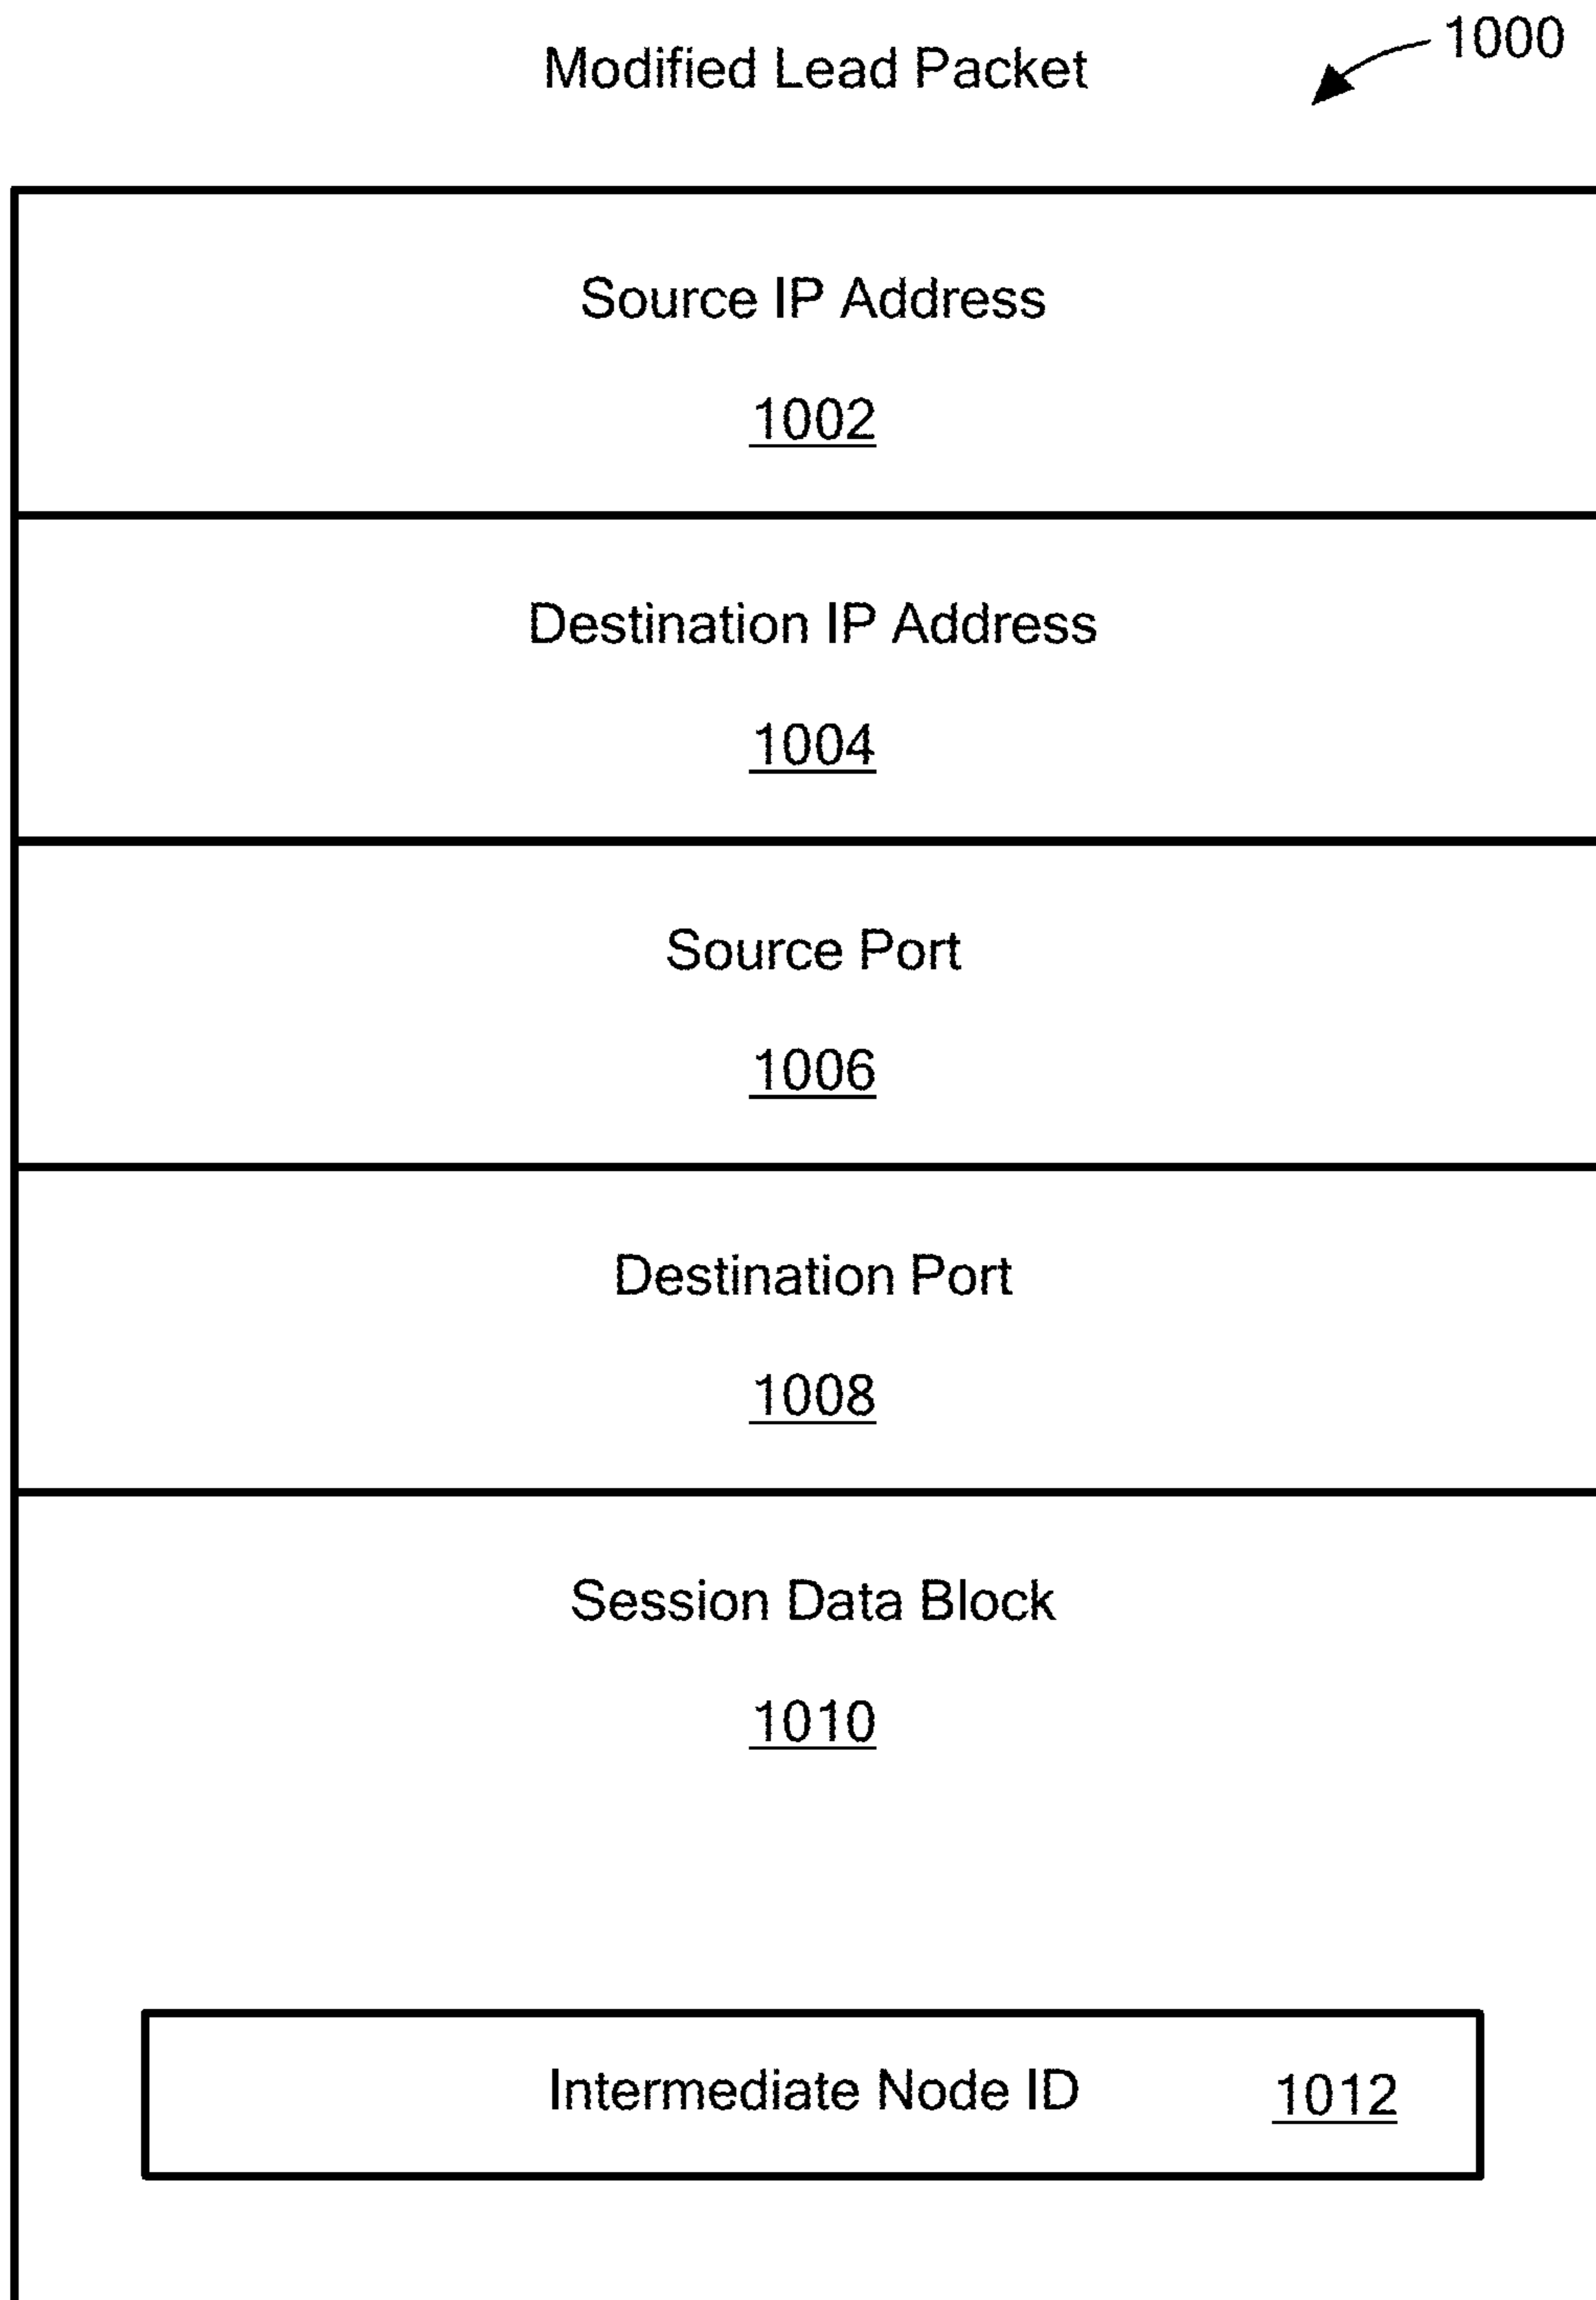 Modified Lead Packet
1000
Source IP Address
1002
Destination IP Address
1004
Source Port
1006
Destination Port
1008
Session Data Block
1010
Intermediate Node ID 1012